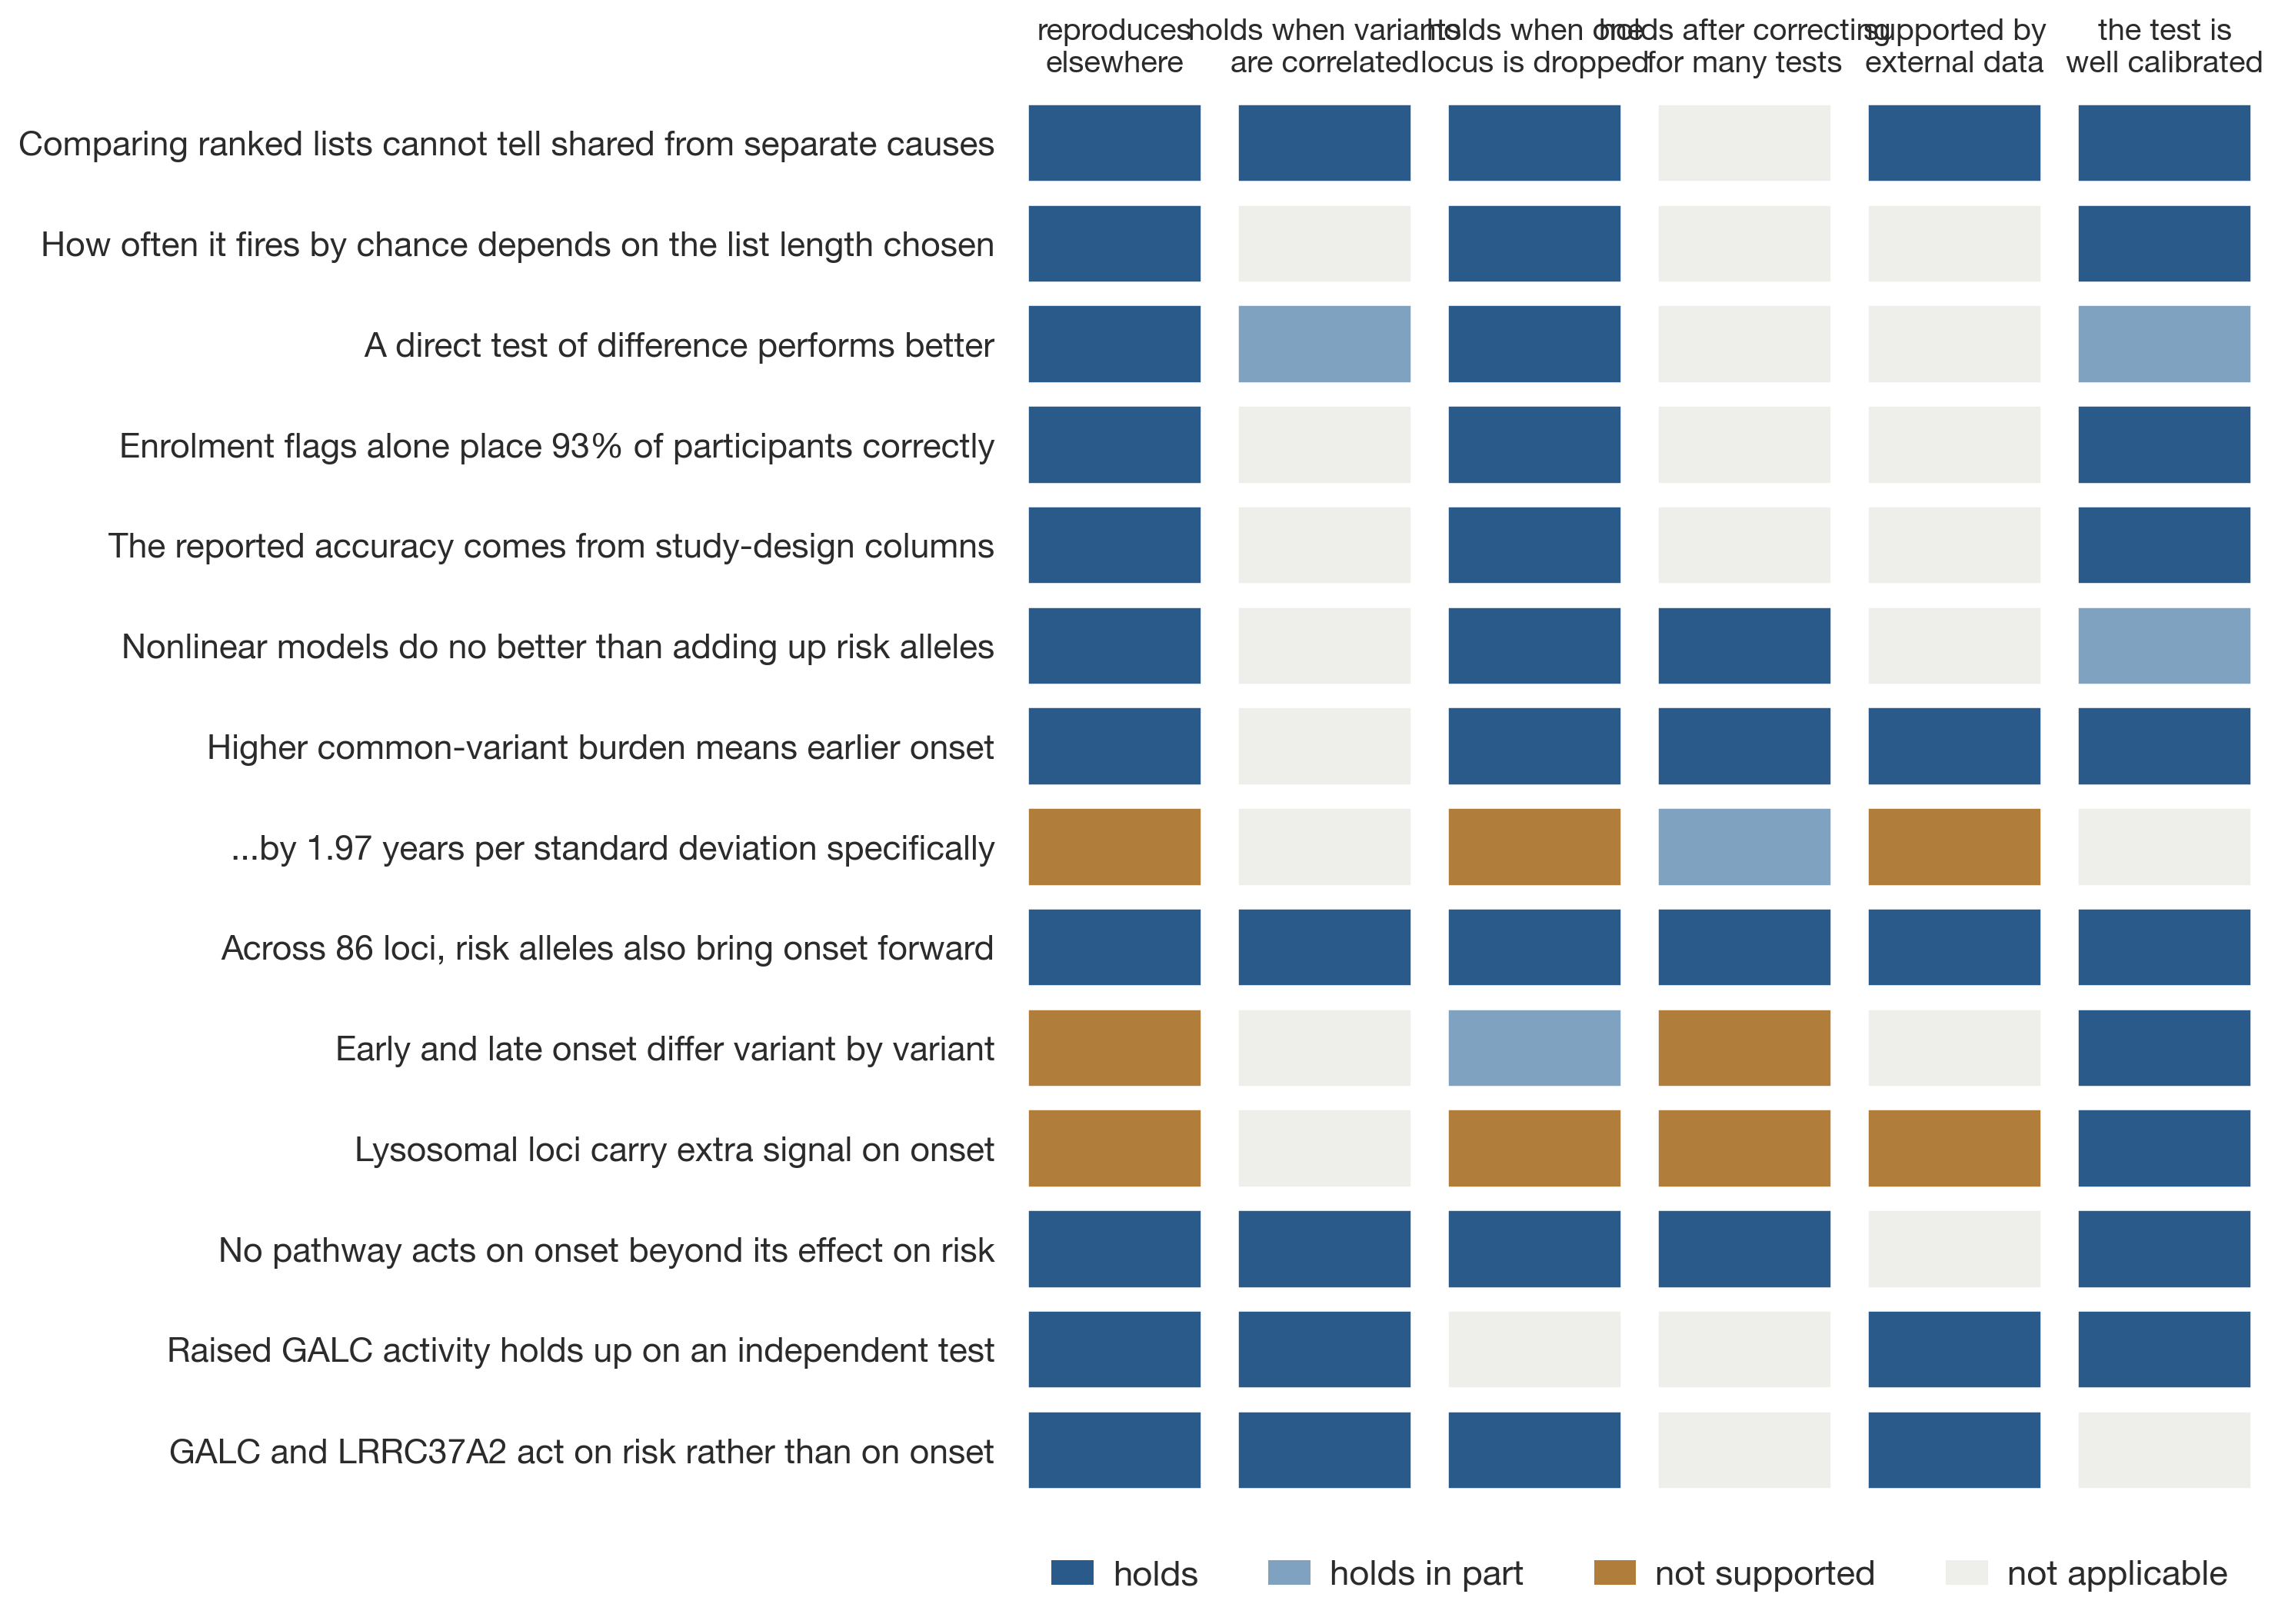 reproduces
elsewhere
holds when variants
are correlated
holds when one
locus is dropped
holds after correcting
for many tests
supported by
external data
the test is
well calibrated
Comparing ranked lists cannot tell shared from separate causes
How often it fires by chance depends on the list length chosen
A direct test of difference performs better
Enrolment flags alone place 93% of participants correctly
The reported accuracy comes from study-design columns
Nonlinear models do no better than adding up risk alleles
Higher common-variant burden means earlier onset
...by 1.97 years per standard deviation specifically
Across 86 loci, risk alleles also bring onset forward
Early and late onset differ variant by variant
Lysosomal loci carry extra signal on onset
No pathway acts on onset beyond its effect on risk
Raised GALC activity holds up on an independent test
GALC and LRRC37A2 act on risk rather than on onset
holds
holds in part
not supported
not applicable